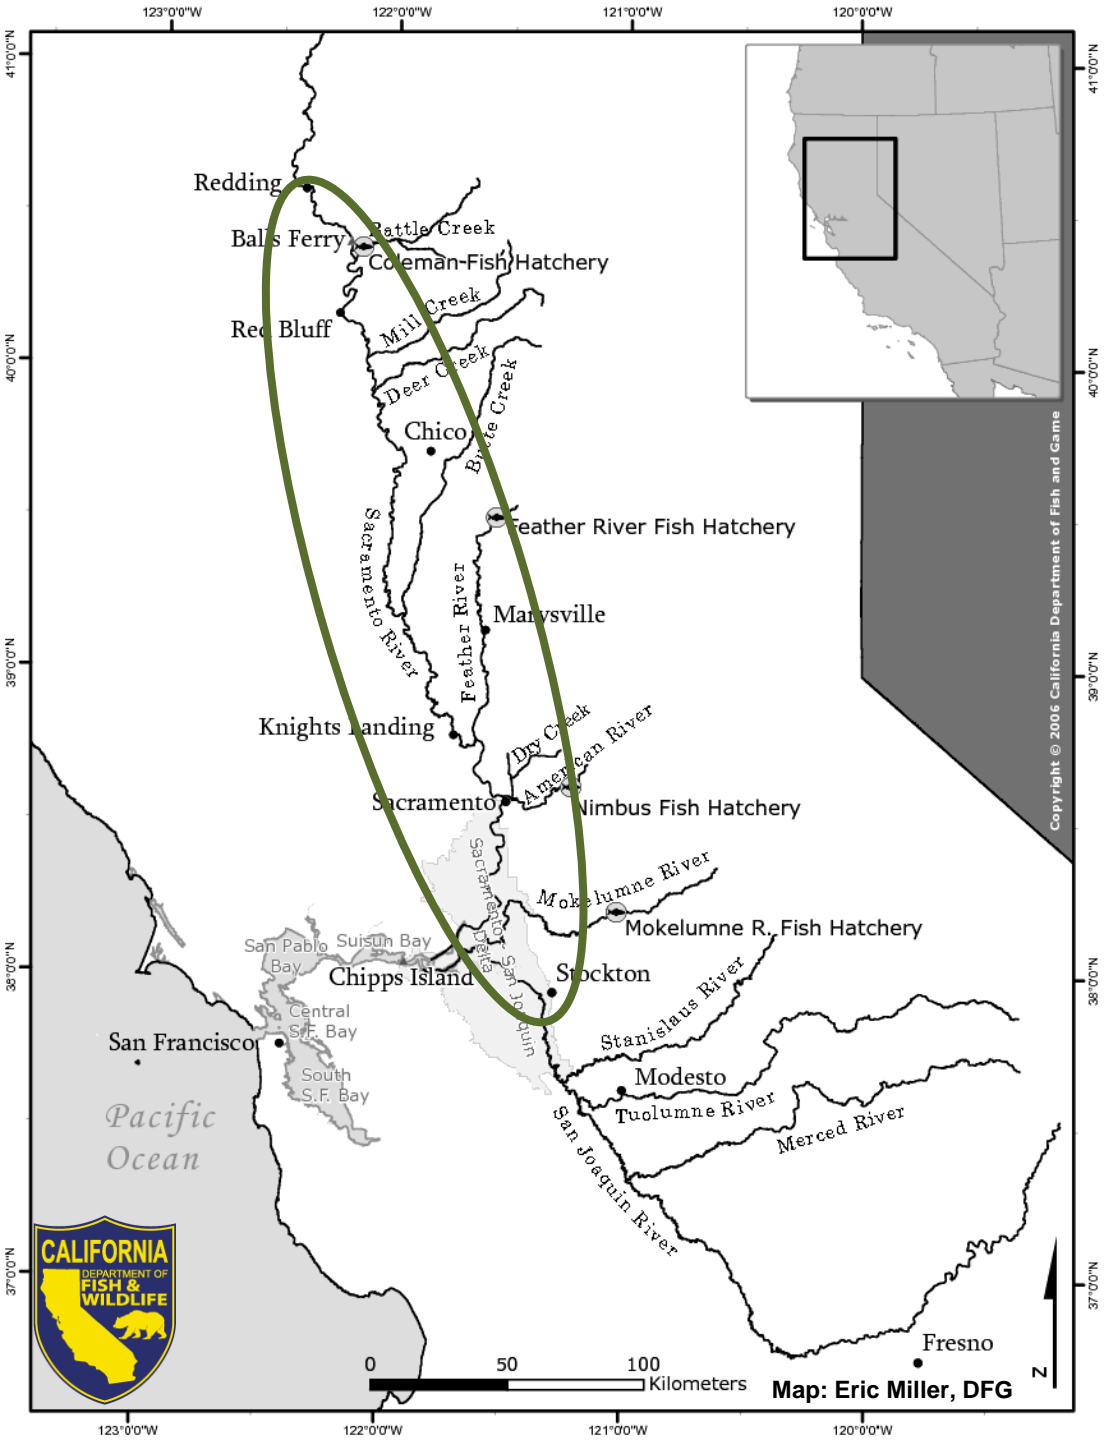 123°0'0"W
122°0'0"W
121°0'0"W
120°0'0"W
41°0'0"N
41°0'0"N
Redding
Battle Creek
Balls Ferry
Coleman Fish Hatchery
Mill Creek
Red Bluff
40°0'0"N
40°0'0"N
Deer Creek
Butte Creek
Chico
Sacramento River
Feather River Fish Hatchery
Feather River
Marysville
39°0'0"N
39°0'0"N
Knights Landing
Dry Creek
American River
Sacramento
Nimbus Fish Hatchery
Sacramento - San Joaquin
Delta
Mokelumne River
Mokelumne R. Fish Hatchery
San Pablo
Bay
Suisun Bay
Chipps Island
Stockton
38°0'0"N
38°0'0"N
Stanislaus River
Central
S.F. Bay
San Francisco
South
S.F. Bay
Modesto
Tuolumne River
Merced River
San Joaquin River
Pacific
Ocean
37°0'0"N
37°0'0"N
Fresno
CALIFORNIA
DEPARTMENT OF
FISH &
WILDLIFE
0 50 100
Kilometers
Map: Eric Miller, DFG
N
Copyright © 2006 California Department of Fish and Game
123°0'0"W
122°0'0"W
121°0'0"W
120°0'0"W